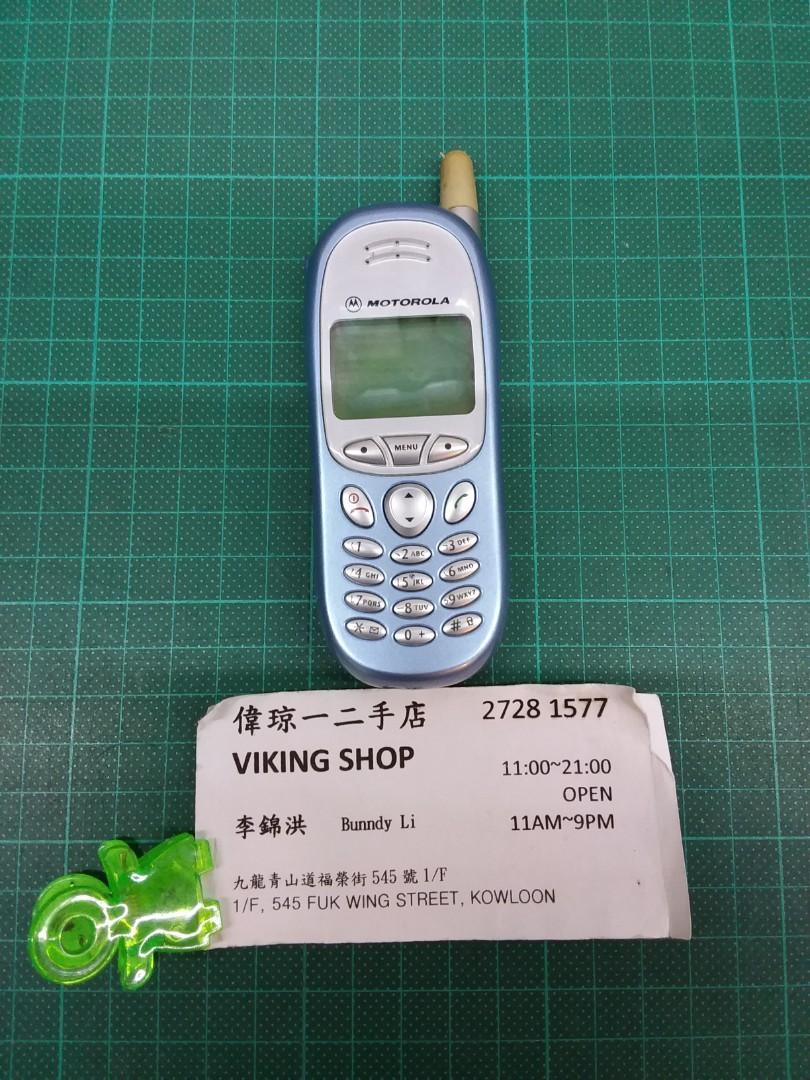 MOTOROLA
MENU
1
2 ABC
3 DEF
4 GHI
5 JKL
6 MNO
7 PQRS
8 TUV
9 WXYZ
0 +
#
偉琼一二手店 2728 1577
VIKING SHOP
11:00~21:00
OPEN
李錦洪 Bunndy Li 11AM~9PM
九龍青山道福榮街 545 號 1/F
1/F, 545 FUK WING STREET, KOWLOON